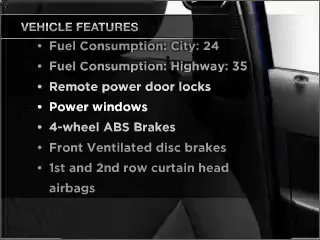 VEHICLE FEATURES
• Fuel Consumption: City: 24
• Fuel Consumption: Highway: 35
• Remote power door locks
• Power windows
• 4-wheel ABS Brakes
• Front Ventilated disc brakes
• 1st and 2nd row curtain head
airbags